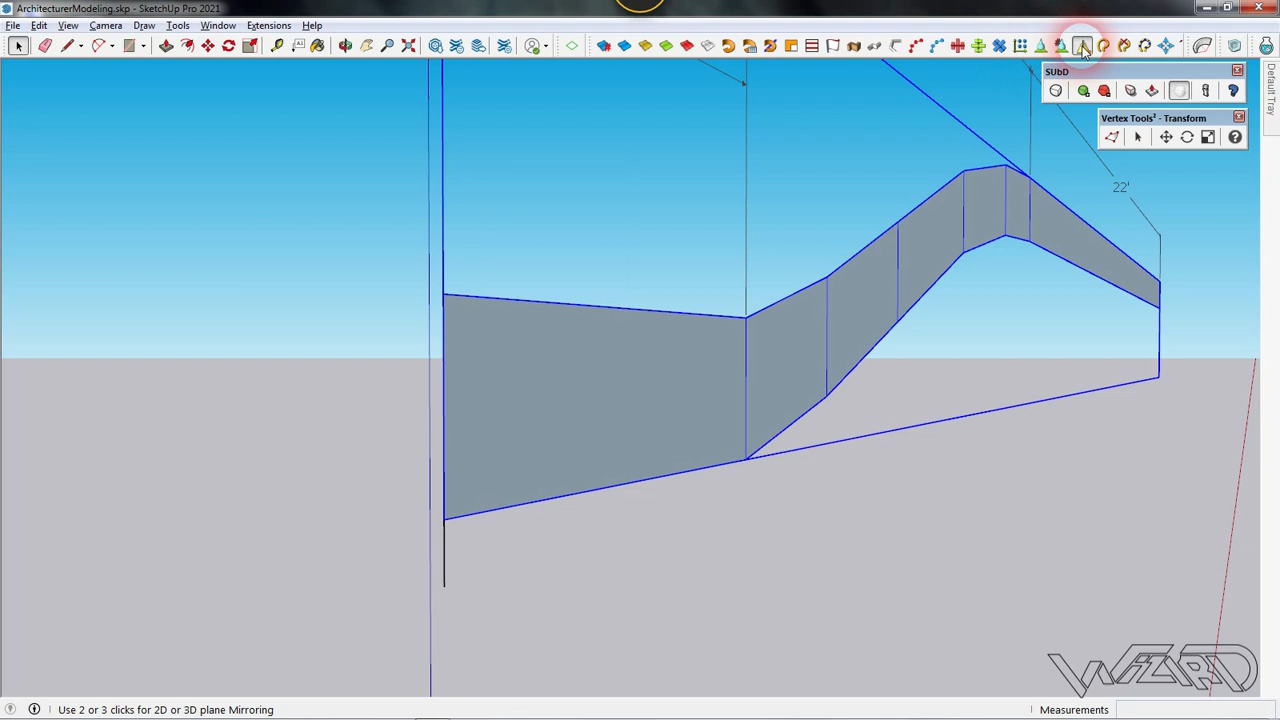 ArchitecturerModeling.skp - SketchUp Pro 2021
File Edit View Camera Draw Tools Window Extensions Help
SUbD
Default Tray
Vertex Tools² - Transform
22'
WIZARD
Use 2 or 3 clicks for 2D or 3D plane Mirroring
Measurements